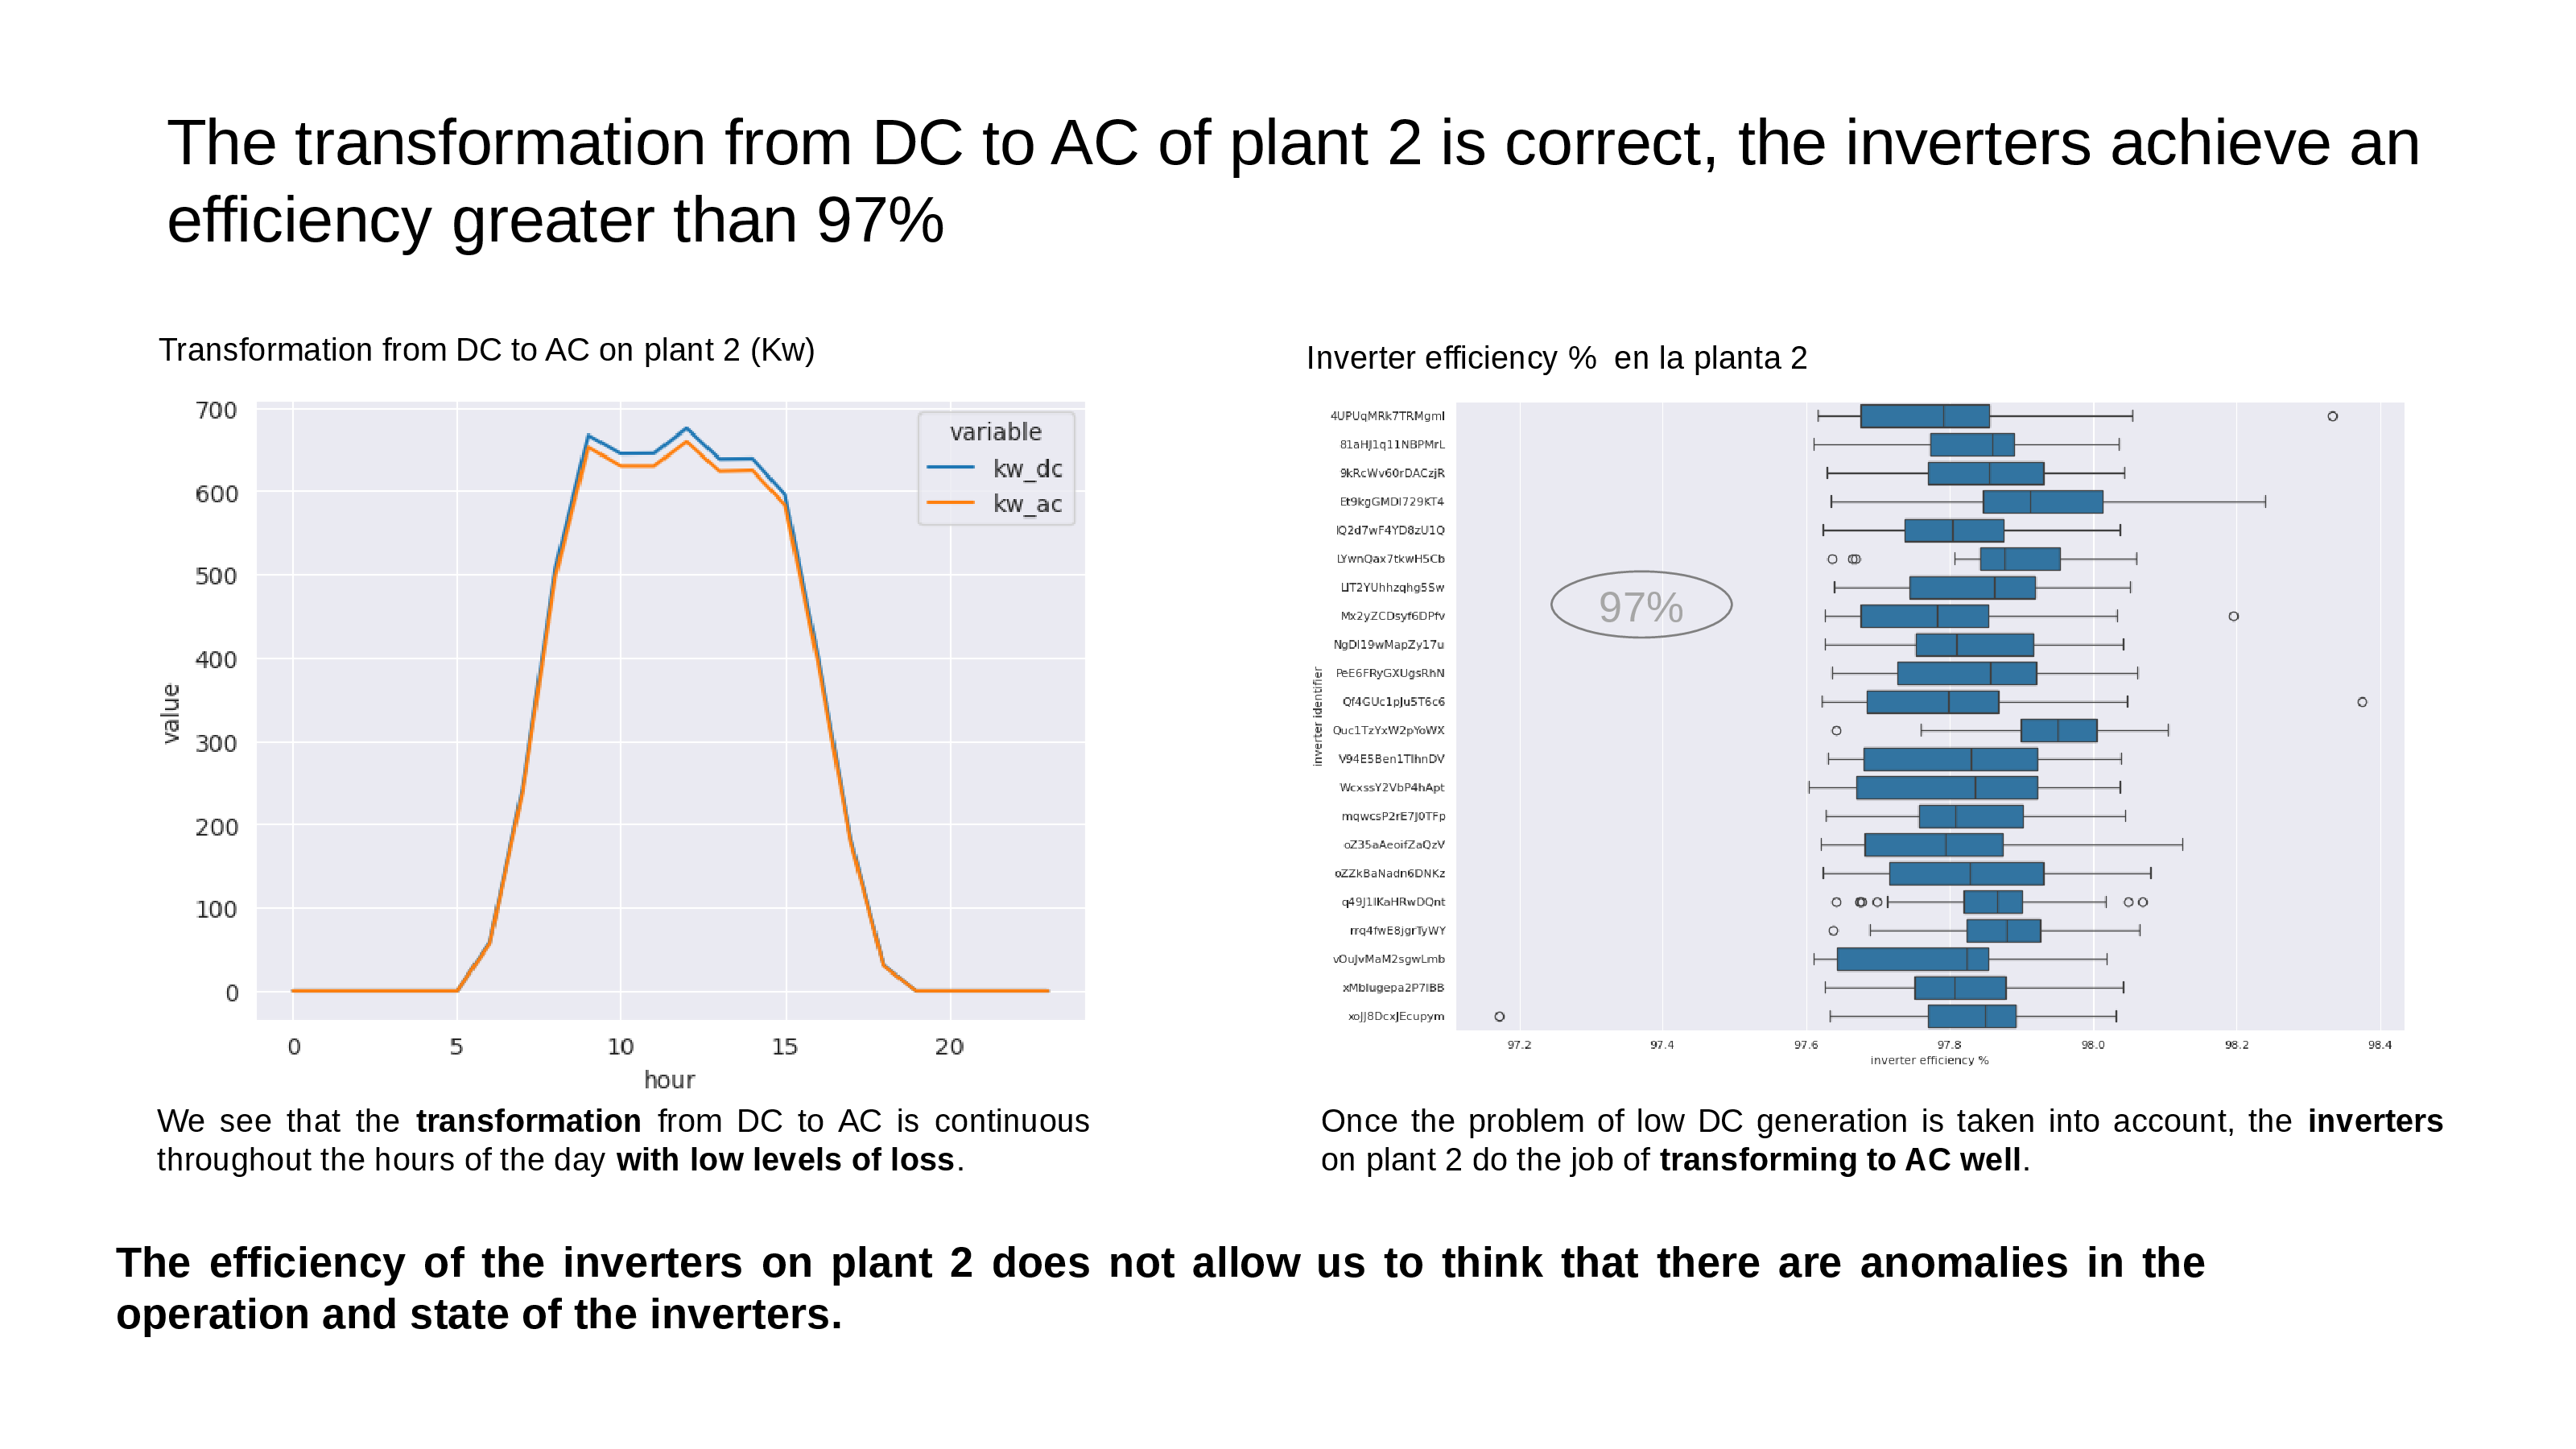 The transformation from DC to AC of plant 2 is correct, the inverters achieve an
efficiency greater than 97%
Transformation from DC to AC on plant 2 (Kw)
700
600
500
400
300
200
100
0
value
variable
kw_dc
kw_ac
0 5 10 15 20
hour
We see that the transformation from DC to AC is continuous
throughout the hours of the day with low levels of loss.
Inverter efficiency % en la planta 2
inverter identifier
4UPUqMRk7TRMgml
81aHJ1q11NBPMrL
9kRcWv60rDACzjR
Et9kgGMDl729KT4
IQ2d7wF4YD8zU1Q
LYwnQax7tkwH5Cb
LlT2YUhhzqhg5Sw
Mx2yZCDsyf6DPfv
NgDl19wMapZy17u
PeE6FRyGXUgsRhN
Qf4GUc1pJu5T6c6
Quc1TzYxW2pYoWX
V94E5Ben1TlhnDV
WcxssY2VbP4hApt
mqwcsP2rE7J0TFp
oZ35aAeoifZaQzV
oZZkBaNadn6DNKz
q49J1IKaHRwDQnt
rrq4fwE8jgrTyWY
vOuJvMaM2sgwLmb
xMbIugepa2P7lBB
xoJJ8DcxJEcupym
97%
97.2 97.4 97.6 97.8 98.0 98.2 98.4
inverter efficiency %
Once the problem of low DC generation is taken into account, the inverters
on plant 2 do the job of transforming to AC well.
The efficiency of the inverters on plant 2 does not allow us to think that there are anomalies in the
operation and state of the inverters.